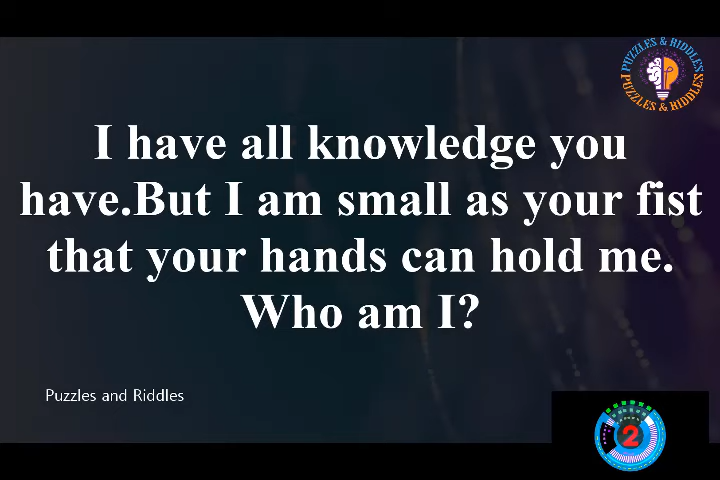 PUZZLES & RIDDLES
PUZZLES & RIDDLES
I have all knowledge you
have.But I am small as your fist
that your hands can hold me.
Who am I?
Puzzles and Riddles
2